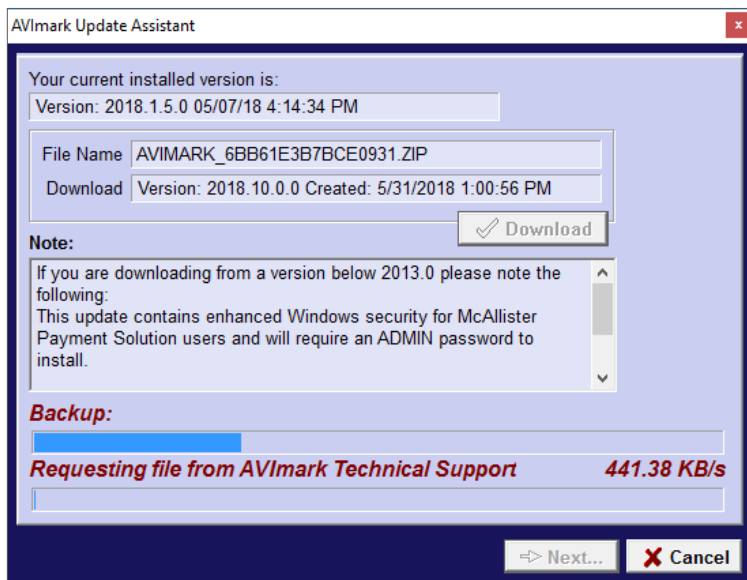 AVImark Update Assistant
x
Your current installed version is:
Version: 2018.1.5.0 05/07/18 4:14:34 PM
File Name AVIMARK_6BB61E3B7BCE0931.ZIP
Download Version: 2018.10.0.0 Created: 5/31/2018 1:00:56 PM
Download
Note:
If you are downloading from a version below 2013.0 please note the
following:
This update contains enhanced Windows security for McAllister
Payment Solution users and will require an ADMIN password to
install.
Backup:
Requesting file from AVImark Technical Support 441.38 KB/s
Next... Cancel